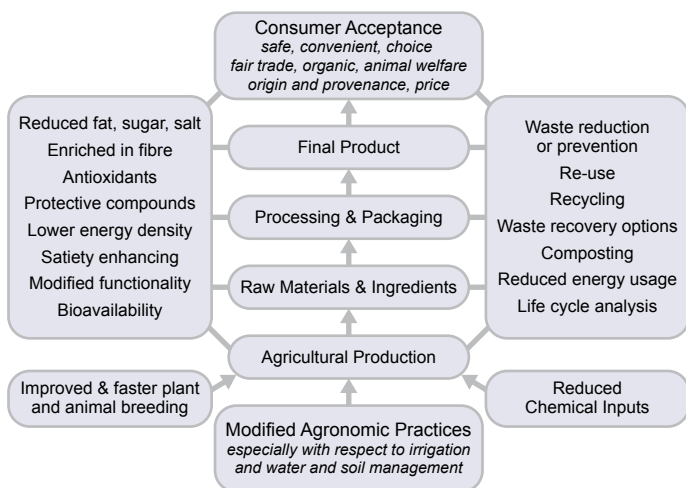 Consumer Acceptance
safe, convenient, choice
fair trade, organic, animal welfare
origin and provenance, price
Reduced fat, sugar, salt
Enriched in fibre
Antioxidants
Protective compounds
Lower energy density
Satiety enhancing
Modified functionality
Bioavailability
Final Product
Processing & Packaging
Raw Materials & Ingredients
Agricultural Production
Waste reduction
or prevention
Re-use
Recycling
Waste recovery options
Composting
Reduced energy usage
Life cycle analysis
Improved & faster plant
and animal breeding
Modified Agronomic Practices
especially with respect to irrigation
and water and soil management
Reduced
Chemical Inputs